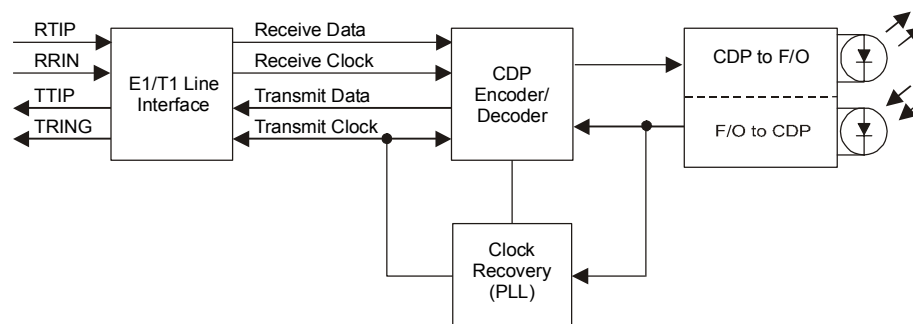 RTIP
RRIN
TTIP
TRING
E1/T1 Line
Interface
Receive Data
Receive Clock
Transmit Data
Transmit Clock
CDP
Encoder/
Decoder
CDP to F/O
F/O to CDP
Clock
Recovery
(PLL)